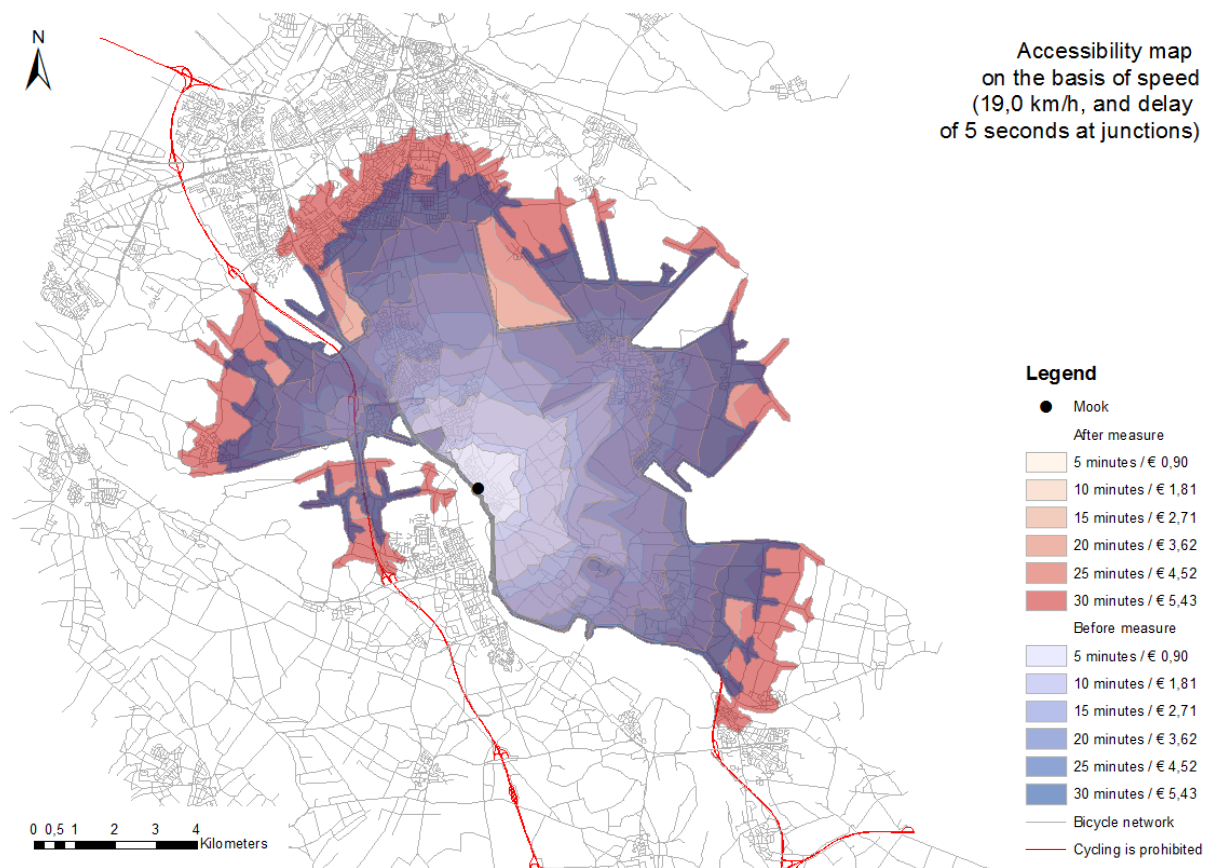 N
Accessibility map
on the basis of speed
(19,0 km/h, and delay
of 5 seconds at junctions)
Legend
Mook
After measure
5 minutes / € 0,90
10 minutes / € 1,81
15 minutes / € 2,71
20 minutes / € 3,62
25 minutes / € 4,52
30 minutes / € 5,43
Before measure
5 minutes / € 0,90
10 minutes / € 1,81
15 minutes / € 2,71
20 minutes / € 3,62
25 minutes / € 4,52
30 minutes / € 5,43
Bicycle network
Cycling is prohibited
0 0,5 1 2 3 4
Kilometers